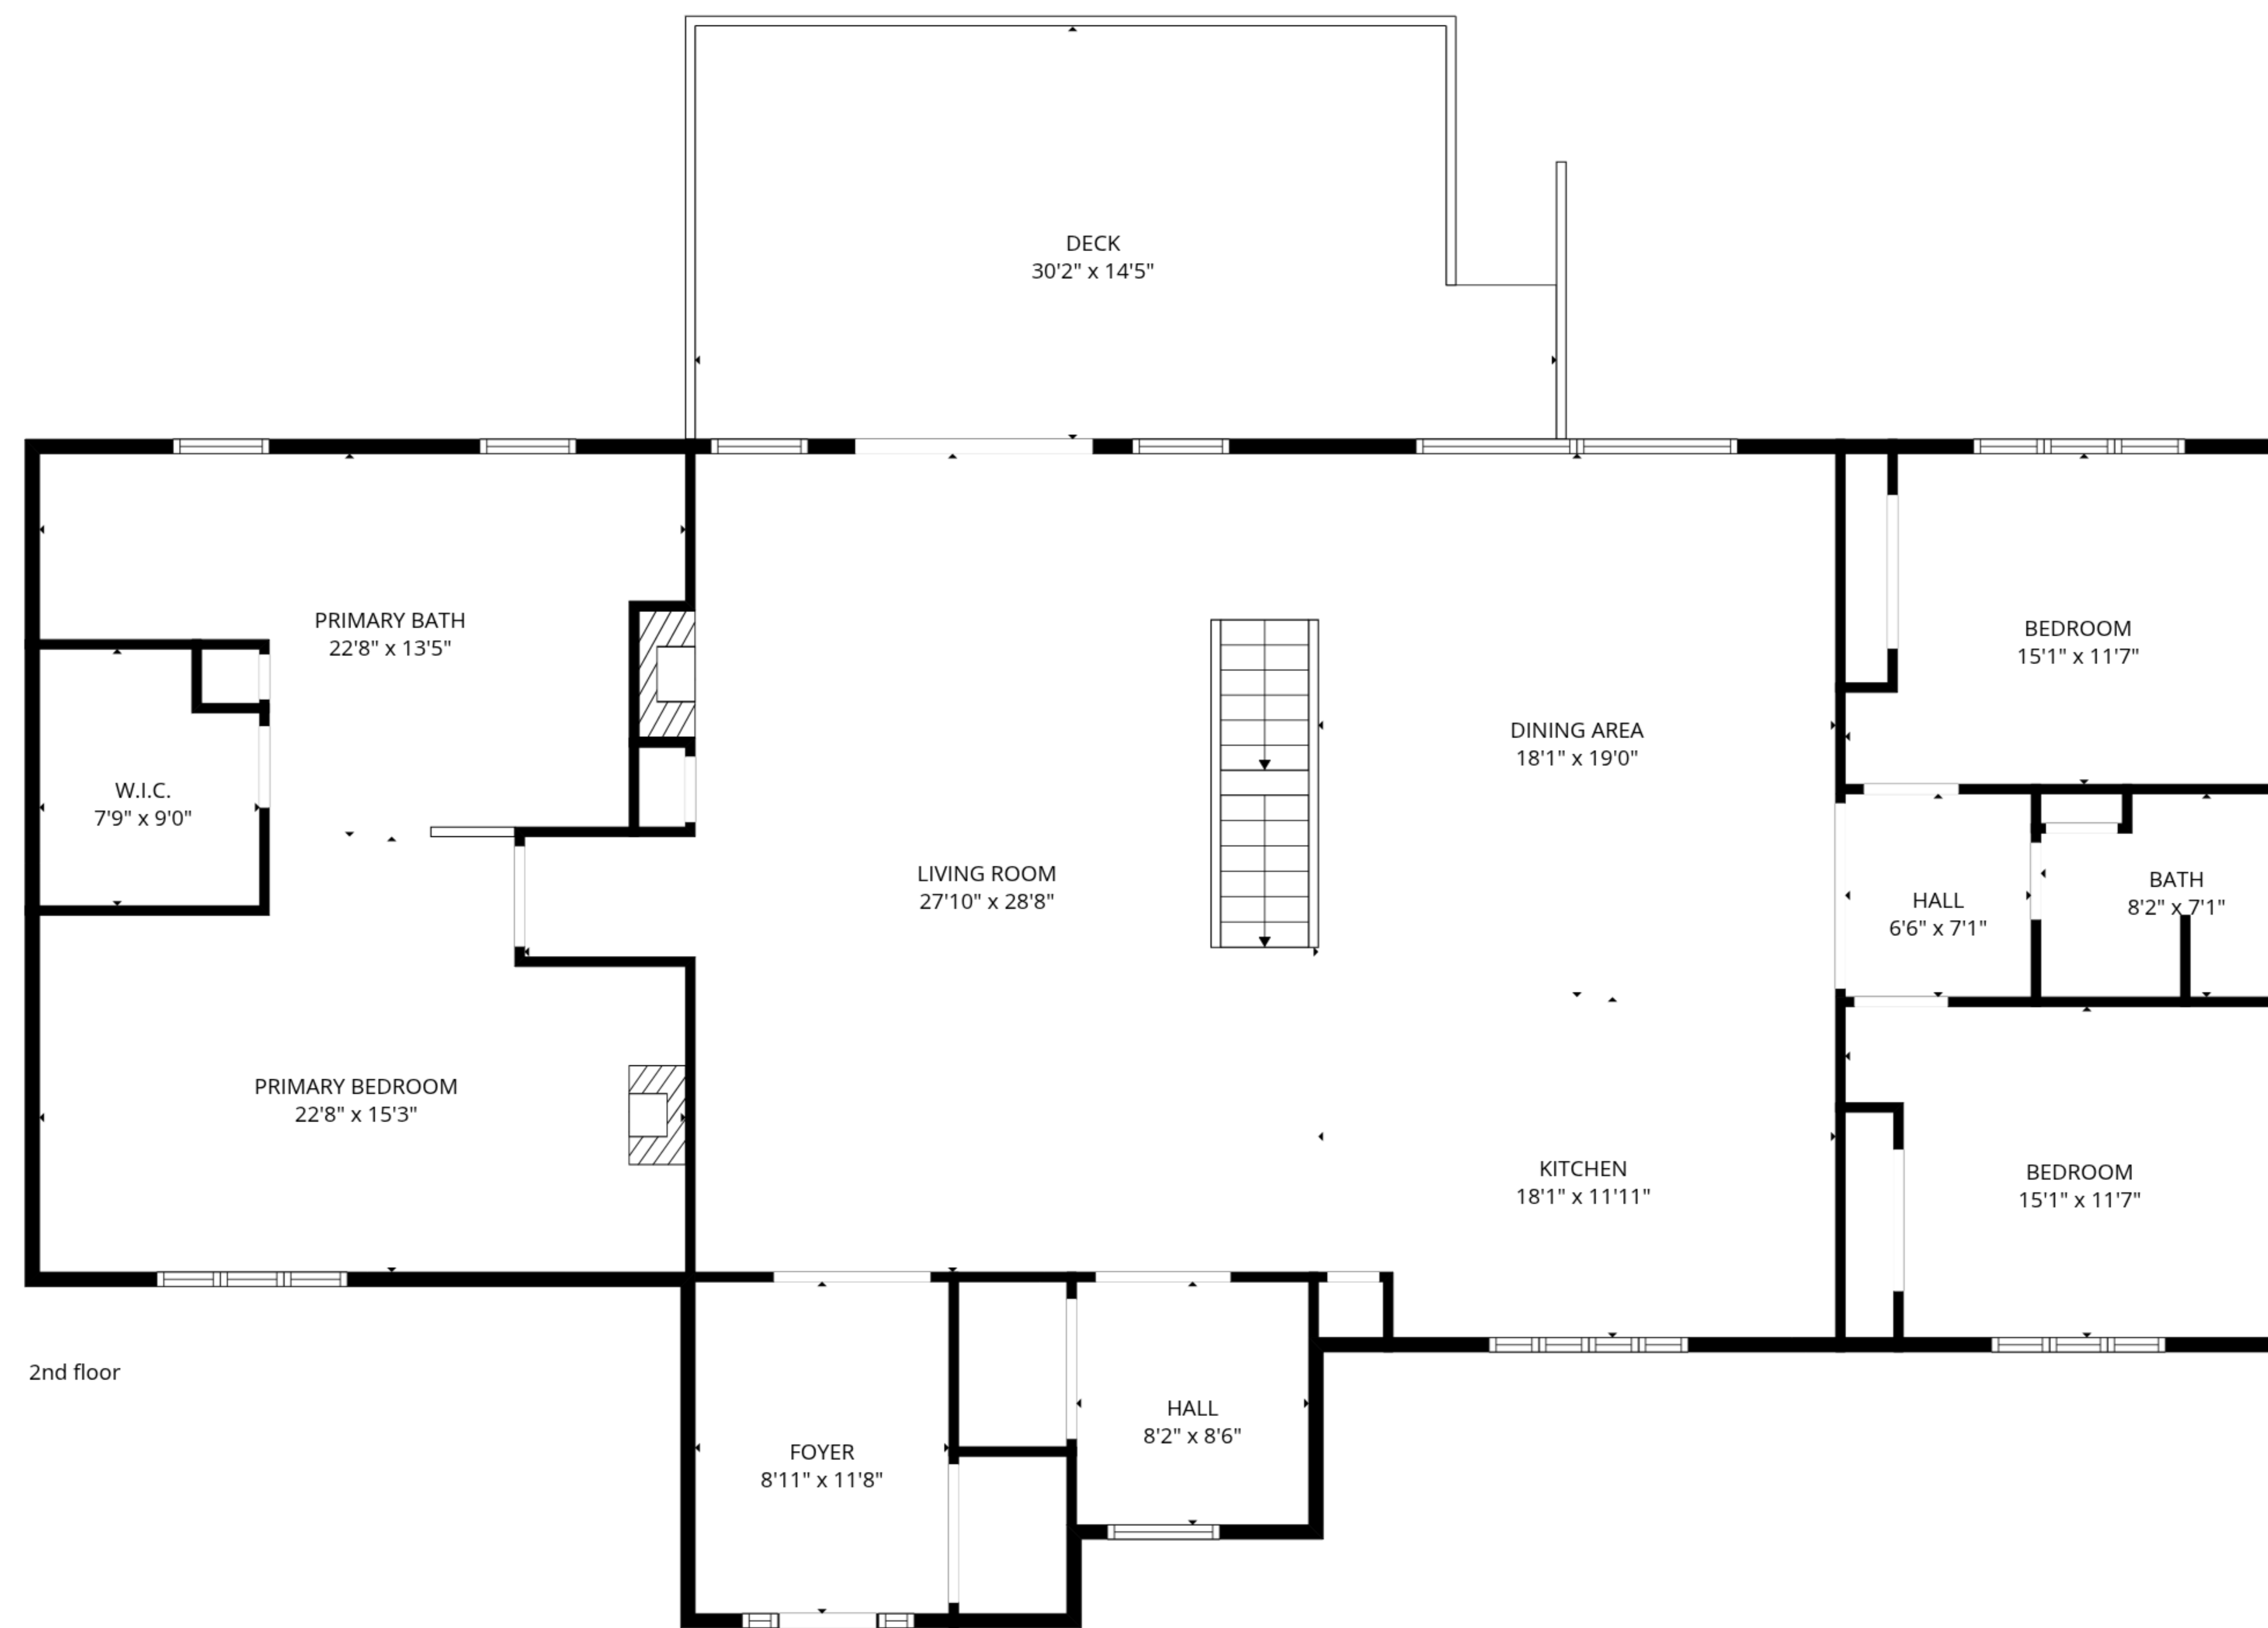 DECK
30'2" x 14'5"
PRIMARY BATH
22'8" x 13'5"
BEDROOM
15'1" x 11'7"
DINING AREA
18'1" x 19'0"
W.I.C.
7'9" x 9'0"
LIVING ROOM
27'10" x 28'8"
HALL
6'6" x 7'1"
BATH
8'2" x 7'1"
PRIMARY BEDROOM
22'8" x 15'3"
KITCHEN
18'1" x 11'11"
BEDROOM
15'1" x 11'7"
2nd floor
HALL
8'2" x 8'6"
FOYER
8'11" x 11'8"